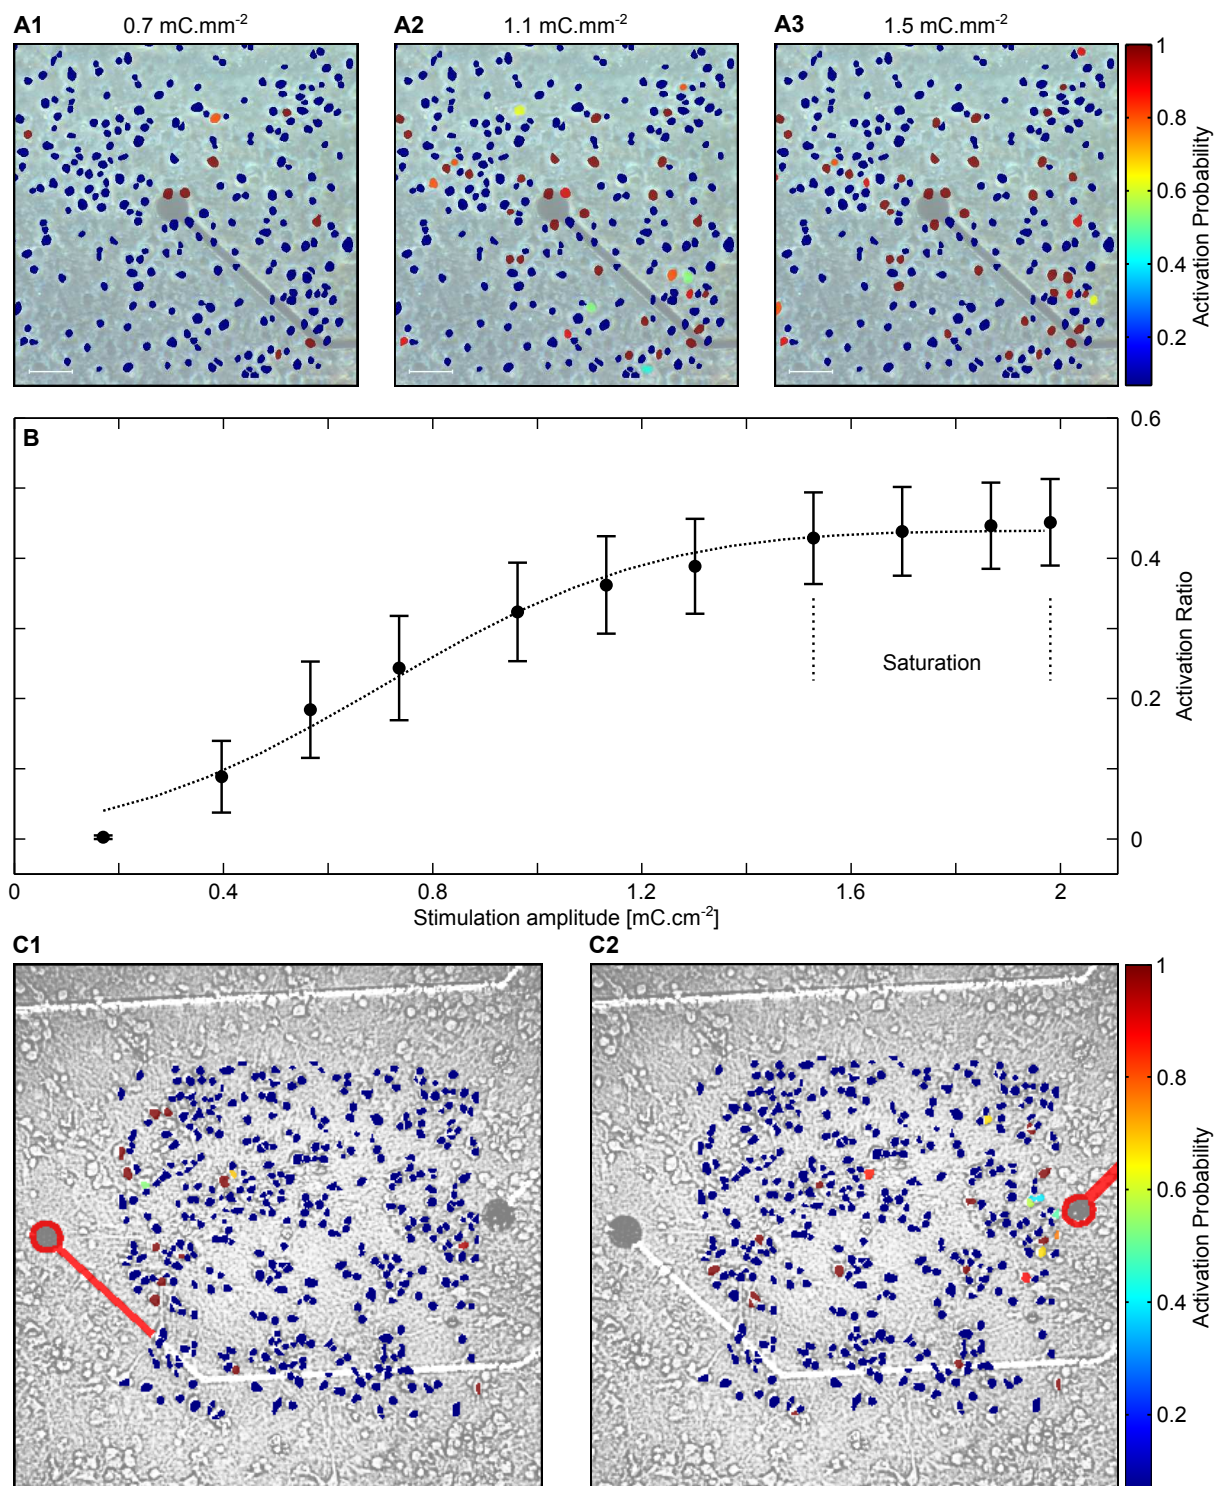 A1 0.7 mC.mm-2
A2 1.1 mC.mm-2
A3 1.5 mC.mm-2
1
0.8
0.6
0.4
0.2
Activation Probability
B
0.6
0.4
0.2
0
Activation Ratio
Saturation
0 0.4 0.8 1.2 1.6 2
Stimulation amplitude [mC.cm-2]
C1
C2
1
0.8
0.6
0.4
0.2
Activation Probability